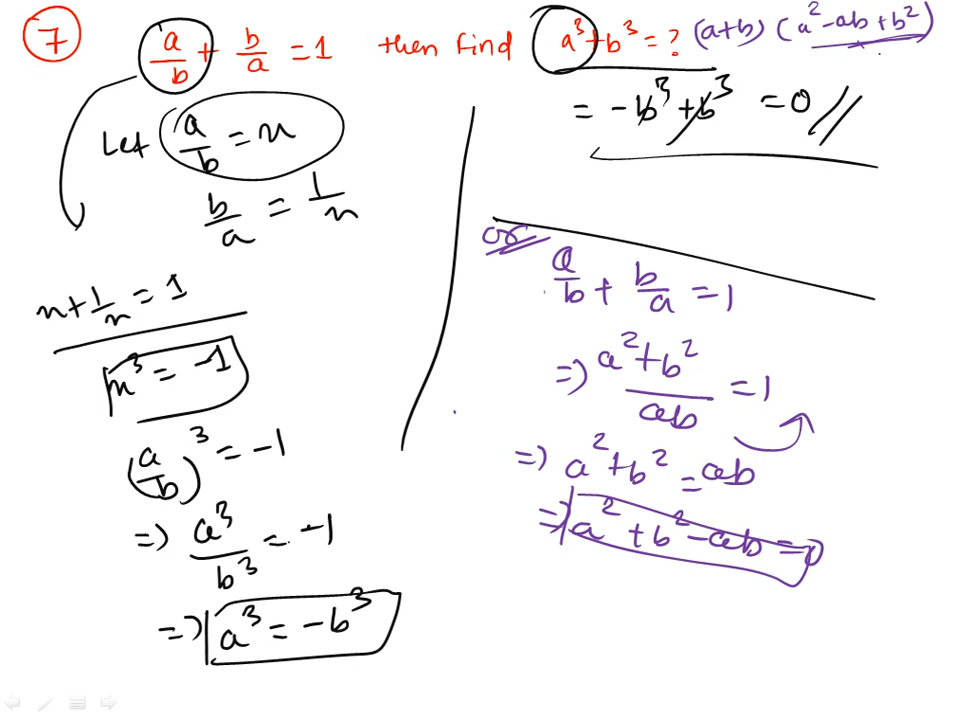 7 a/b + b/a = 1 then find a³+b³ = ? (a+b) (a²-ab+b²)
= -b³ + b³ = 0 //
Let a/b = n
b/a = 1/n
n + 1/n = 1
n³ = -1
(a/b)³ = -1
=> a³/b³ = -1
=> a³ = -b³
or
a/b + b/a = 1
=> a²+b²/ab = 1
=> a²+b² = ab
=> a²+b²-ab = 0